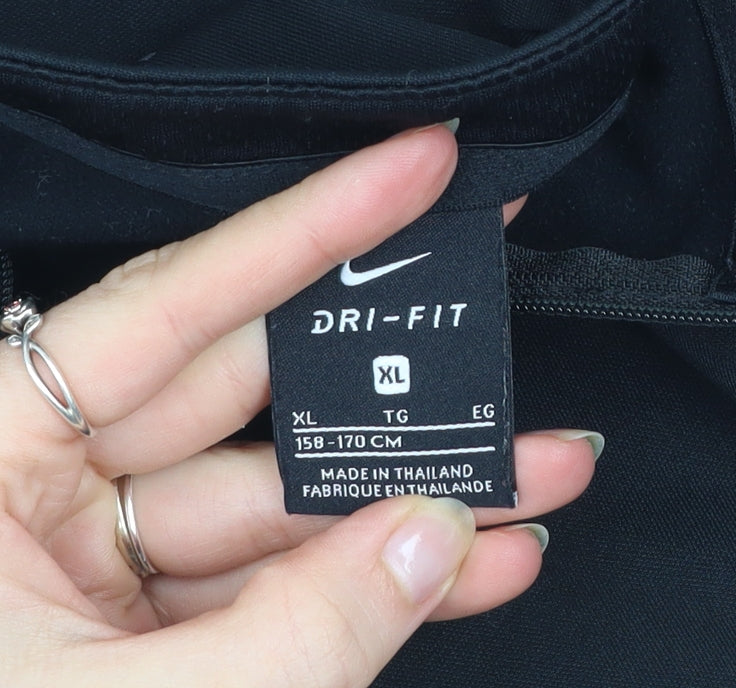 DRI-FIT
XL
XL TG EG
158-170 CM
MADE IN THAILAND
FABRIQUE EN THAILANDE